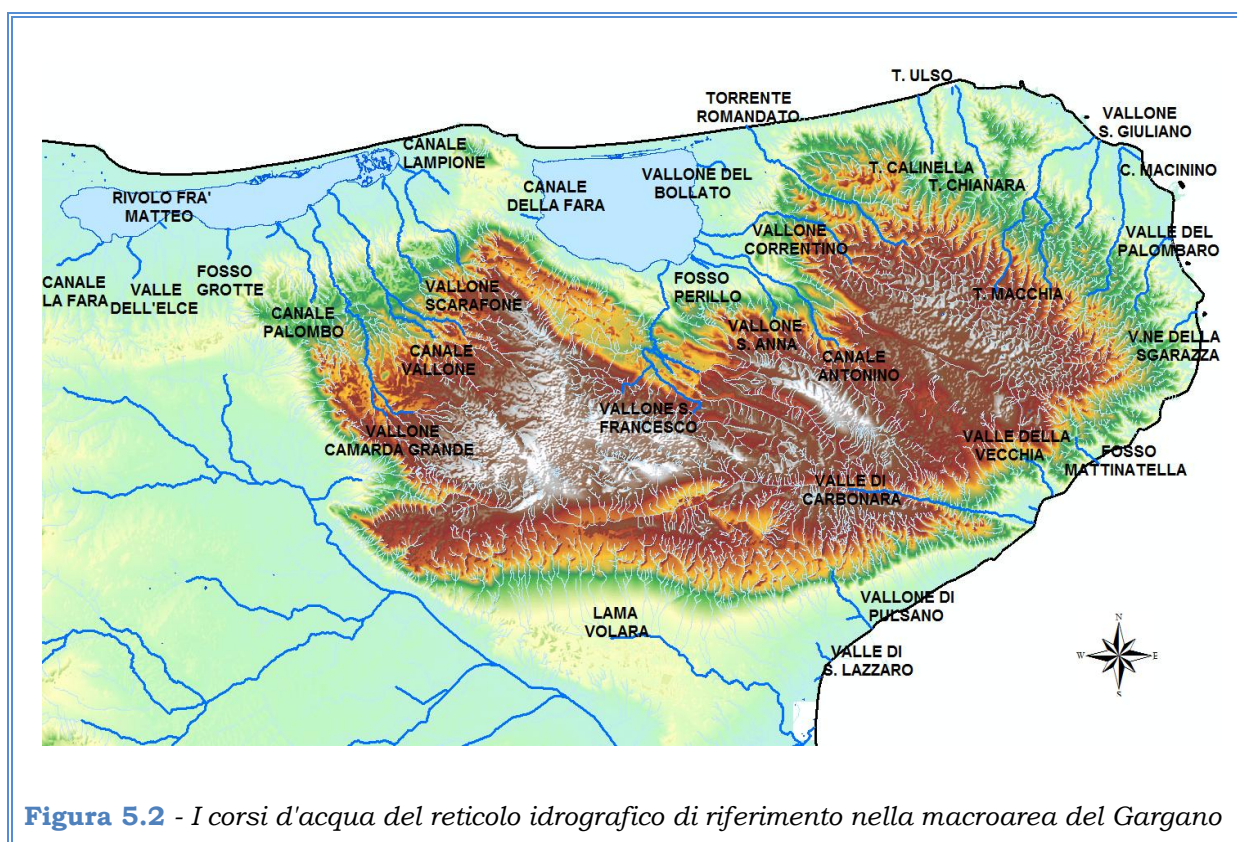 T. ULSO
TORRENTE
ROMANDATO
VALLONE
S. GIULIANO
CANALE
LAMPIONE
CANALE
DELLA FARA
VALLONE DEL
BOLLATO
T. CALINELLA
T. CHIANARA
C. MACININO
RIVOLO FRA'
MATTEO
VALLONE
CORRENTINO
VALLE DEL
PALOMBARO
CANALE
LA FARA
VALLE
DELL'ELCE
FOSSO
GROTTE
CANALE
PALOMBO
VALLONE
SCARAFONE
FOSSO
PERILLO
T. MACCHIA
VALLONE
S. ANNA
CANALE
ANTONINO
V.NE DELLA
SGARAZZA
CANALE
VALLONE
VALLONE S.
FRANCESCO
VALLONE
CAMARDA GRANDE
VALLE DELLA
VECCHIA
FOSSO
MATTINATELLA
VALLE DI
CARBONARA
LAMA
VOLARA
VALLONE DI
PULSANO
VALLE DI
S. LAZZARO
N
W E
S
Figura 5.2 - I corsi d'acqua del reticolo idrografico di riferimento nella macroarea del Gargano